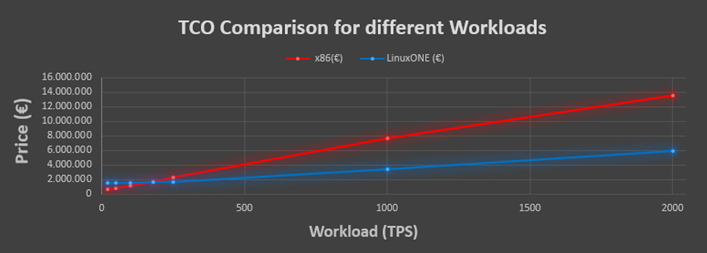 TCO Comparison for different Workloads
x86(€) LinuxONE (€)
Price (€)
16.000.000
14.000.000
12.000.000
10.000.000
8.000.000
6.000.000
4.000.000
2.000.000
0
0 500 1000 1500 2000
Workload (TPS)